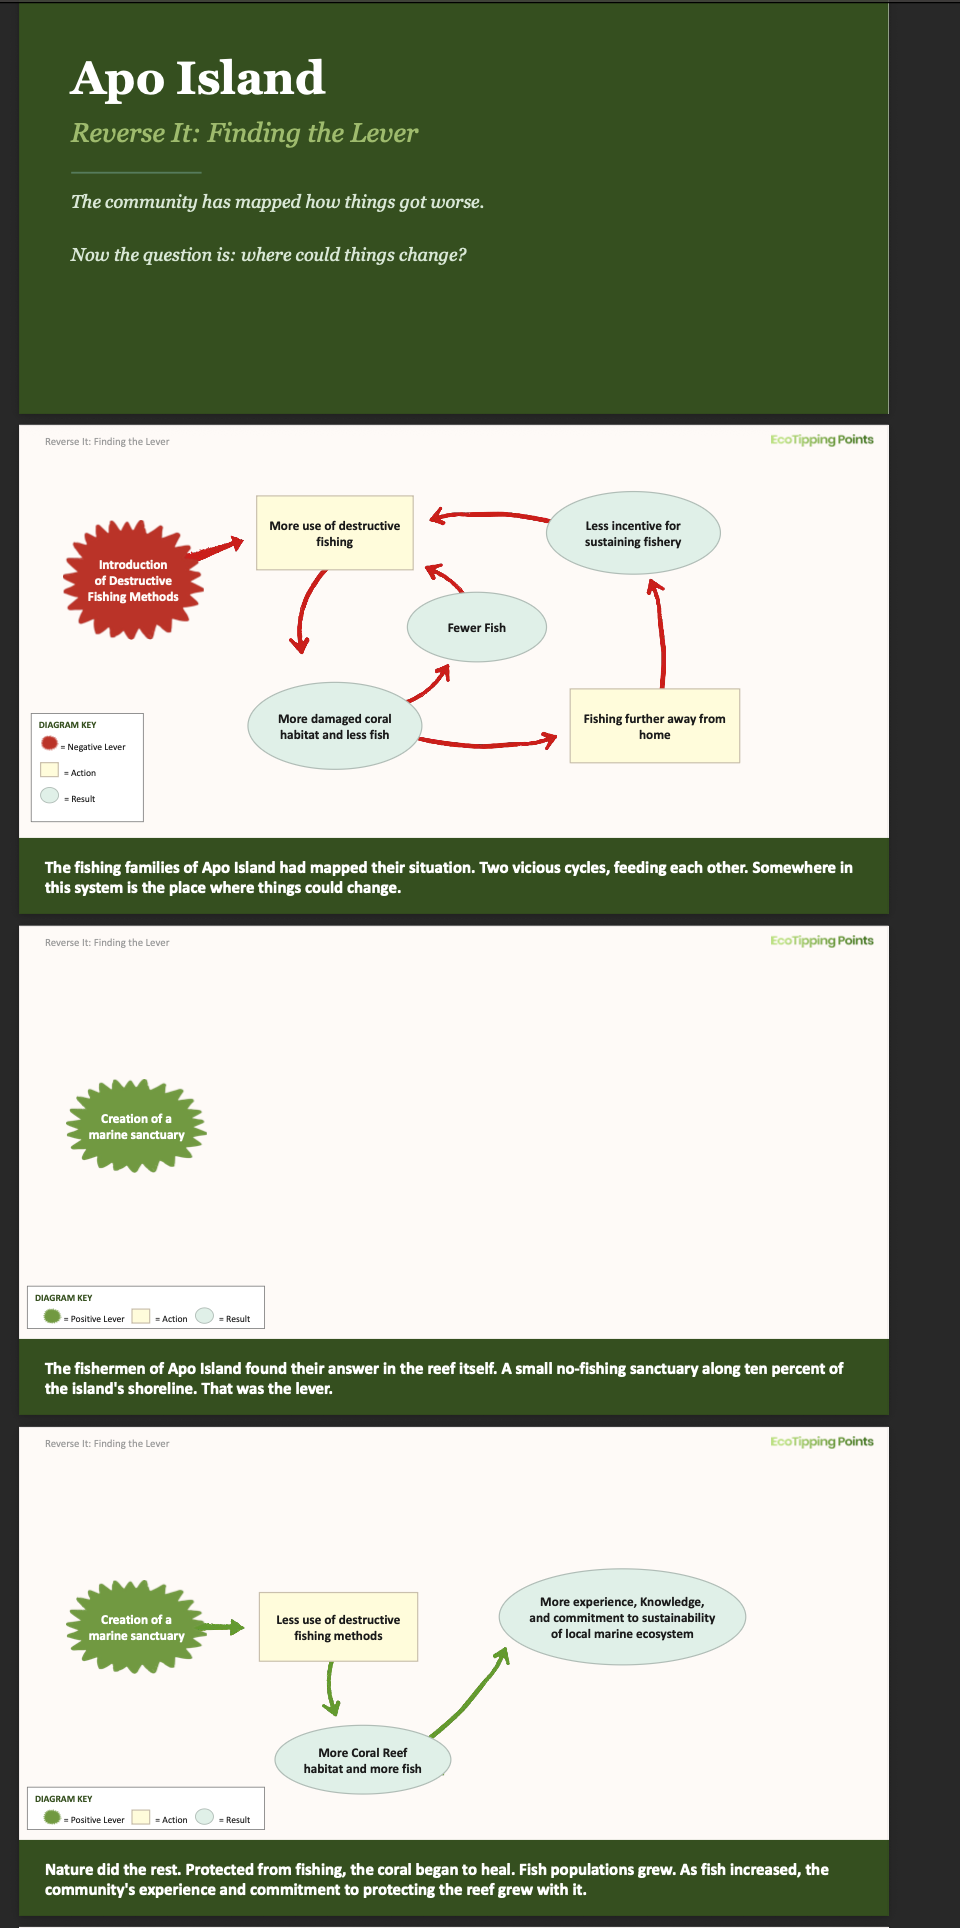 Apo Island
Reverse It: Finding the Lever
The community has mapped how things got worse.
Now the question is: where could things change?
Reverse It: Finding the Lever
EcoTipping Points
More use of destructive
fishing
Less incentive for
sustaining fishery
Introduction
of Destructive
Fishing Methods
Fewer Fish
More damaged coral
habitat and less fish
Fishing further away from
home
DIAGRAM KEY
= Negative Lever
= Action
= Result
The fishing families of Apo Island had mapped their situation. Two vicious cycles, feeding each other. Somewhere in
this system is the place where things could change.
Reverse It: Finding the Lever
EcoTipping Points
Creation of a
marine sanctuary
DIAGRAM KEY
= Positive Lever = Action = Result
The fishermen of Apo Island found their answer in the reef itself. A small no-fishing sanctuary along ten percent of
the island's shoreline. That was the lever.
Reverse It: Finding the Lever
EcoTipping Points
Creation of a
marine sanctuary
Less use of destructive
fishing methods
More experience, Knowledge,
and commitment to sustainability
of local marine ecosystem
More Coral Reef
habitat and more fish
DIAGRAM KEY
= Positive Lever = Action = Result
Nature did the rest. Protected from fishing, the coral began to heal. Fish populations grew. As fish increased, the
community's experience and commitment to protecting the reef grew with it.